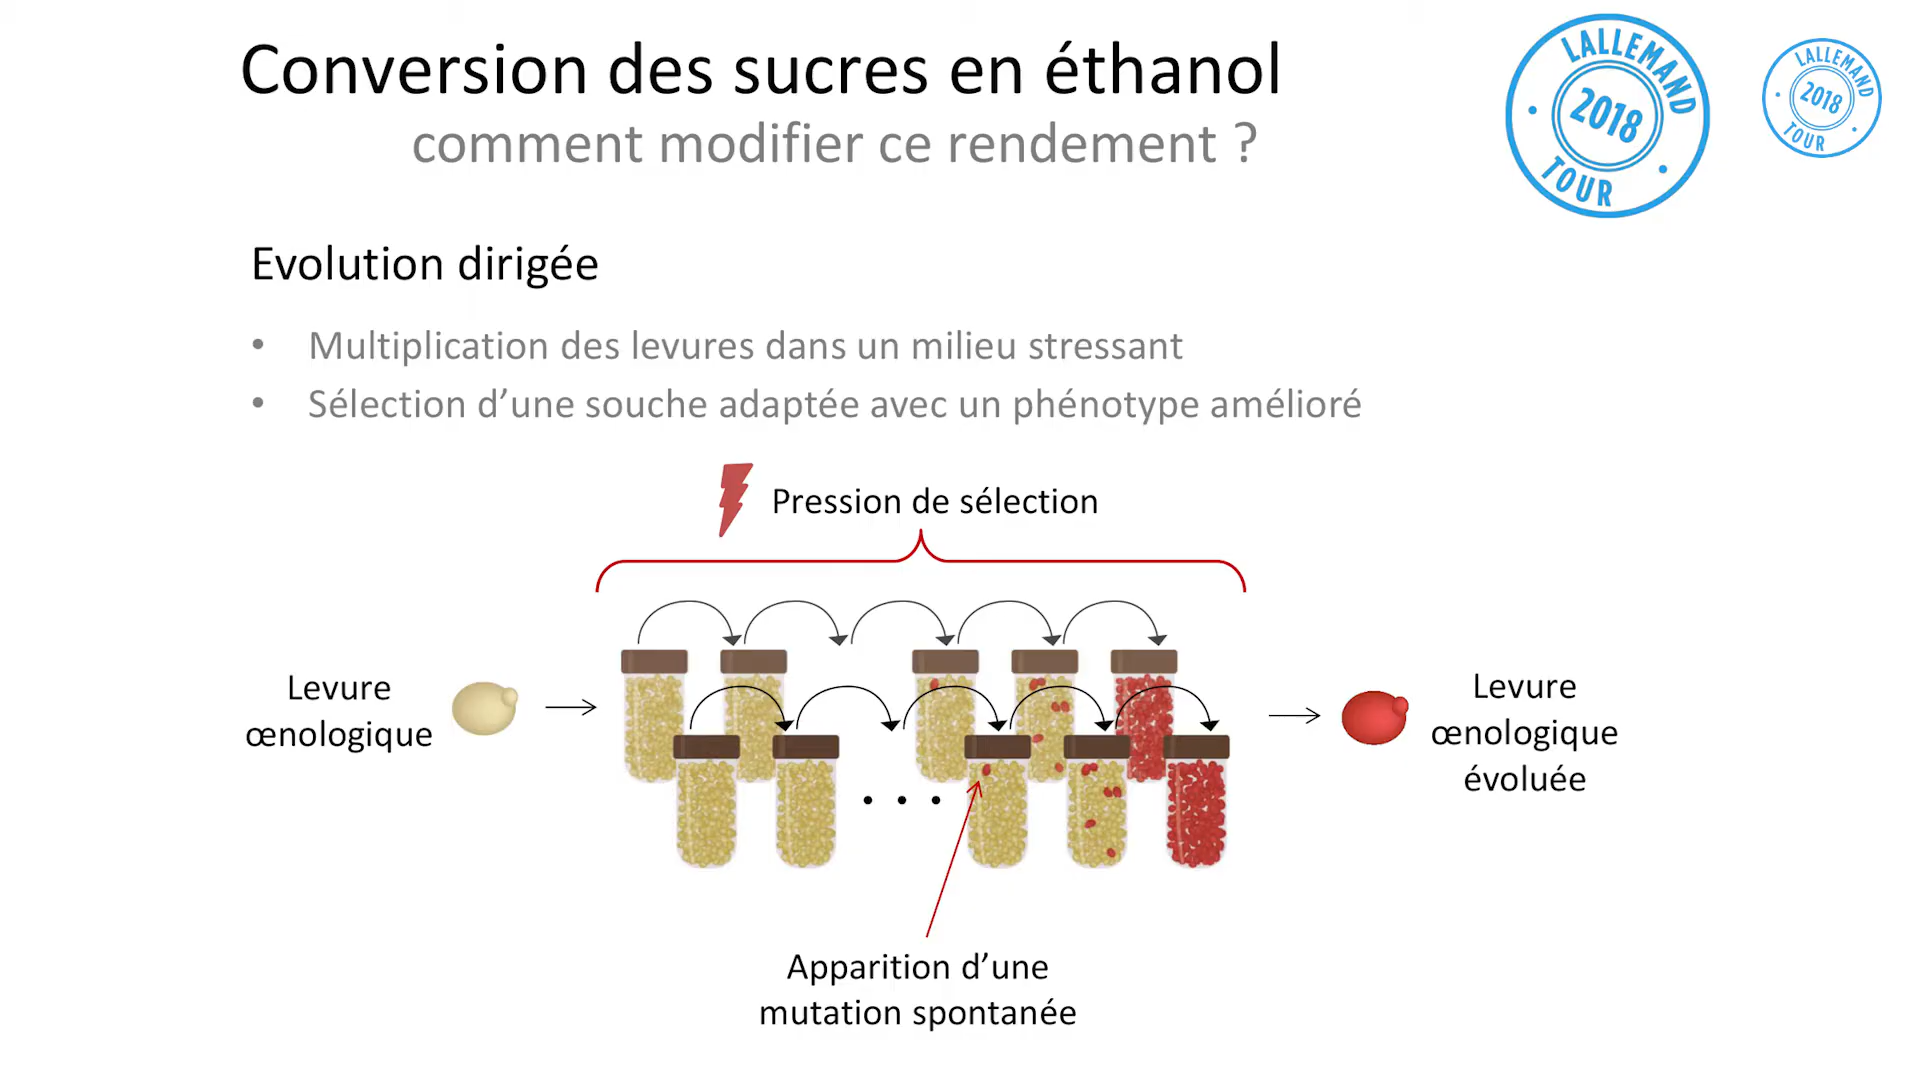 Conversion des sucres en éthanol
comment modifier ce rendement ?
LALLEMAND
2018
TOUR
LALLEMAND
2018
TOUR
Evolution dirigée
• Multiplication des levures dans un milieu stressant
• Sélection d’une souche adaptée avec un phénotype amélioré
Pression de sélection
Levure
œnologique
. . .
Levure
œnologique
évoluée
Apparition d’une
mutation spontanée